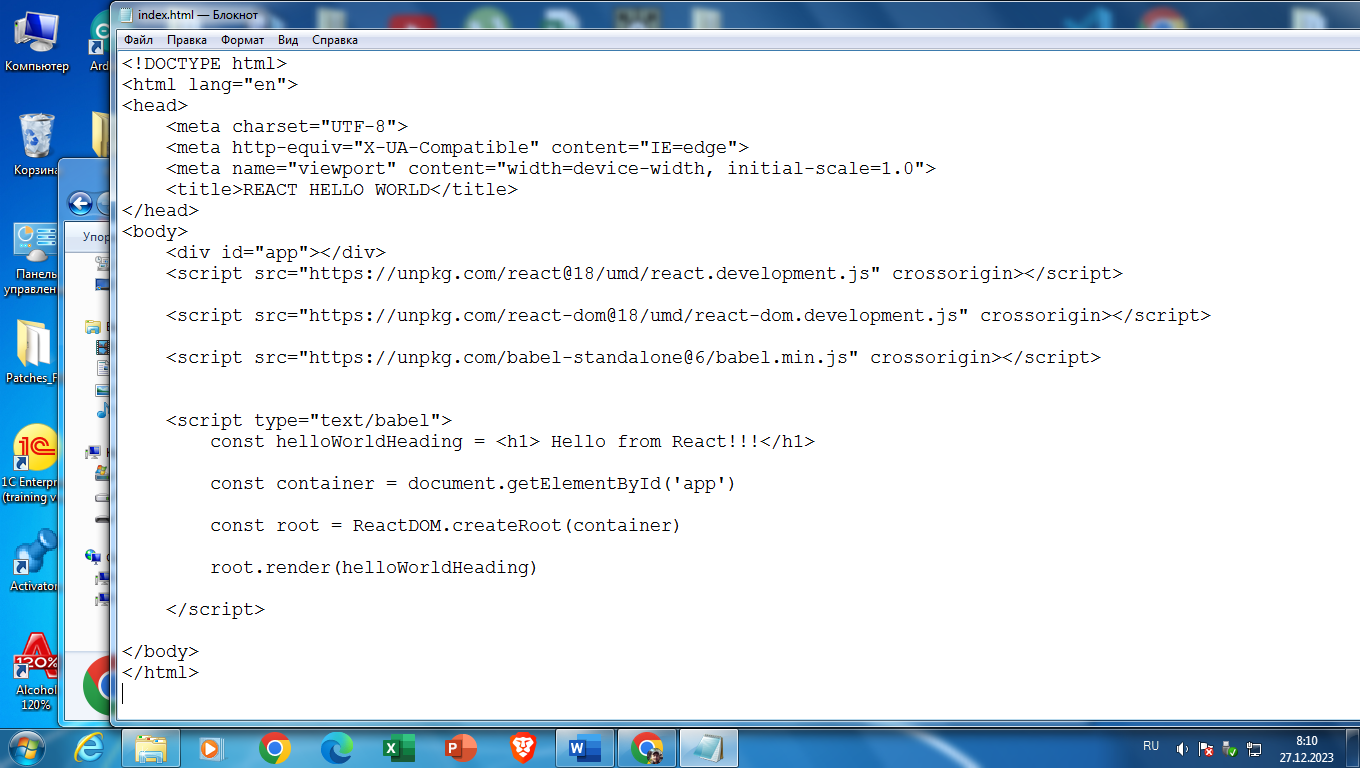 index.html — Блокнот
Файл Правка Формат Вид Справка
<!DOCTYPE html>
<html lang="en">
<head>
    <meta charset="UTF-8">
    <meta http-equiv="X-UA-Compatible" content="IE=edge">
    <meta name="viewport" content="width=device-width, initial-scale=1.0">
    <title>REACT HELLO WORLD</title>
</head>
<body>
    <div id="app"></div>
    <script src="https://unpkg.com/react@18/umd/react.development.js" crossorigin></script>
    <script src="https://unpkg.com/react-dom@18/umd/react-dom.development.js" crossorigin></script>
    <script src="https://unpkg.com/babel-standalone@6/babel.min.js" crossorigin></script>
    <script type="text/babel">
        const helloWorldHeading = <h1> Hello from React!!!</h1>
        const container = document.getElementById('app')
        const root = ReactDOM.createRoot(container)
        root.render(helloWorldHeading)
    </script>
</body>
</html>
Компьютер
Ard
Корзина
Упор
Панель
управлен
Patches_F
1C
1C Enterpr
(training v
Activator
120%
Alcohol
120%
RU
8:10
27.12.2023